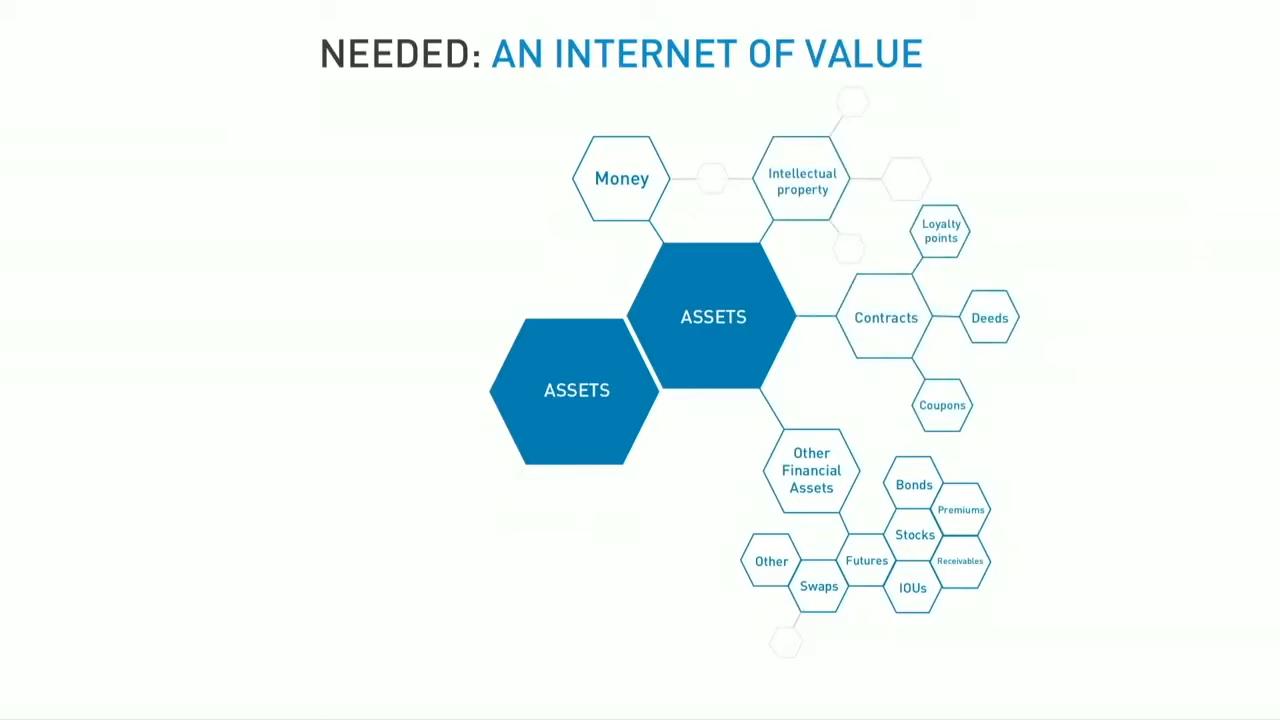 NEEDED: AN INTERNET OF VALUE
Money
Intellectual
property
Loyalty
points
ASSETS
Contracts
Deeds
ASSETS
Coupons
Other
Financial
Assets
Bonds
Premiums
Stocks
Other
Futures
Receivables
Swaps
IOUs